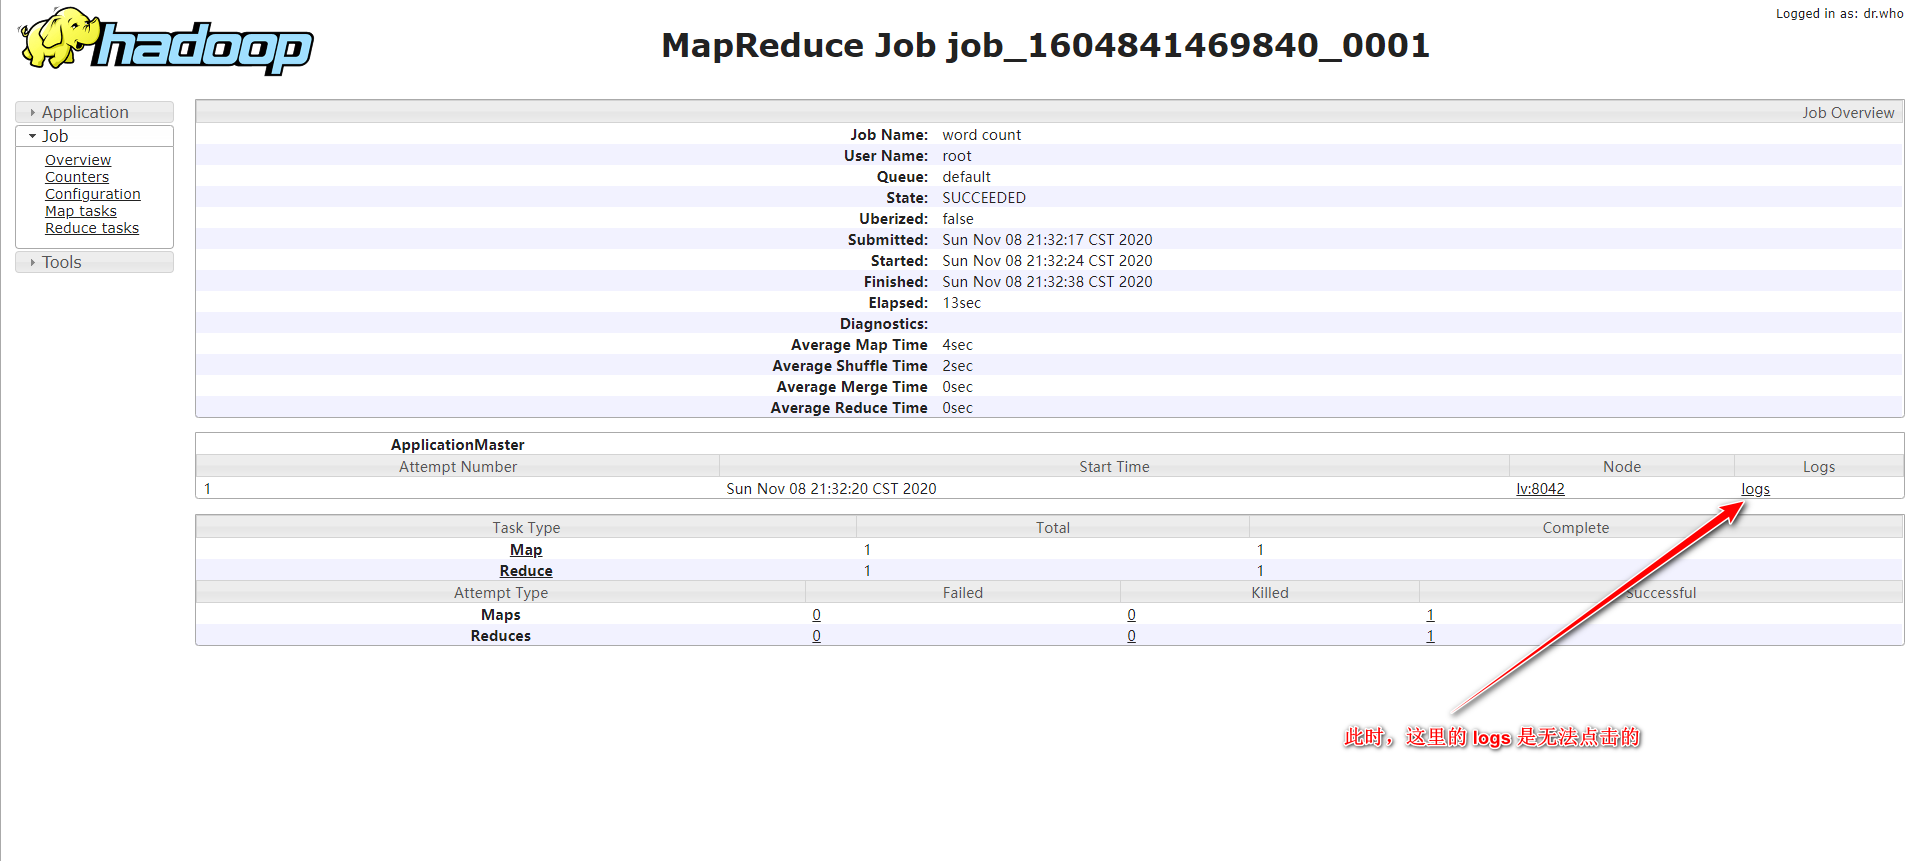 Logged in as: dr.who
hadoop
MapReduce Job job_1604841469840_0001
Application
Job
Overview
Counters
Configuration
Map tasks
Reduce tasks
Tools
Job Overview
Job Name: word count
User Name: root
Queue: default
State: SUCCEEDED
Uberized: false
Submitted: Sun Nov 08 21:32:17 CST 2020
Started: Sun Nov 08 21:32:24 CST 2020
Finished: Sun Nov 08 21:32:38 CST 2020
Elapsed: 13sec
Diagnostics:
Average Map Time 4sec
Average Shuffle Time 2sec
Average Merge Time 0sec
Average Reduce Time 0sec
ApplicationMaster
Attempt Number Start Time Node Logs
1 Sun Nov 08 21:32:20 CST 2020 lv:8042 logs
Task Type Total Complete
Map 1 1
Reduce 1 1
Attempt Type Failed Killed Successful
Maps 0 0 1
Reduces 0 0 1
此时，这里的 logs 是无法点击的